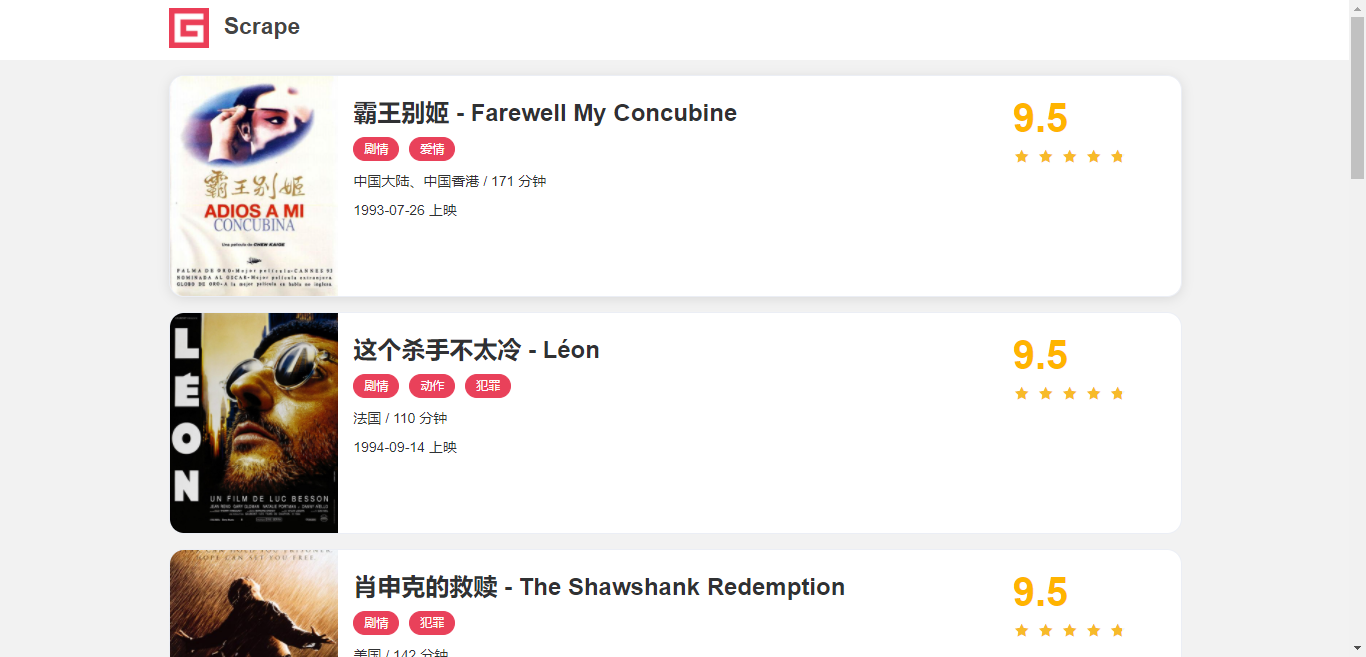 Scrape
霸王别姬 - Farewell My Concubine
9.5
剧情 爱情
中国大陆、中国香港 / 171 分钟
1993-07-26 上映
霸王别姬
ADIOS A MI
CONCUBINA
Una película de CHEN KAIGE
PALMA DE ORO-Mejor película-CANNES 93
NOMINADA AL OSCAR-Mejor película extranjera
GLOBO DE ORO-A la mejor película en habla no inglesa.
这个杀手不太冷 - Léon
9.5
剧情 动作 犯罪
法国 / 110 分钟
1994-09-14 上映
LÉON
UN FILM DE LUC BESSON
肖申克的救赎 - The Shawshank Redemption
9.5
剧情 犯罪
美国 / 142 分钟
HOPE CAN SET YOU FREE.